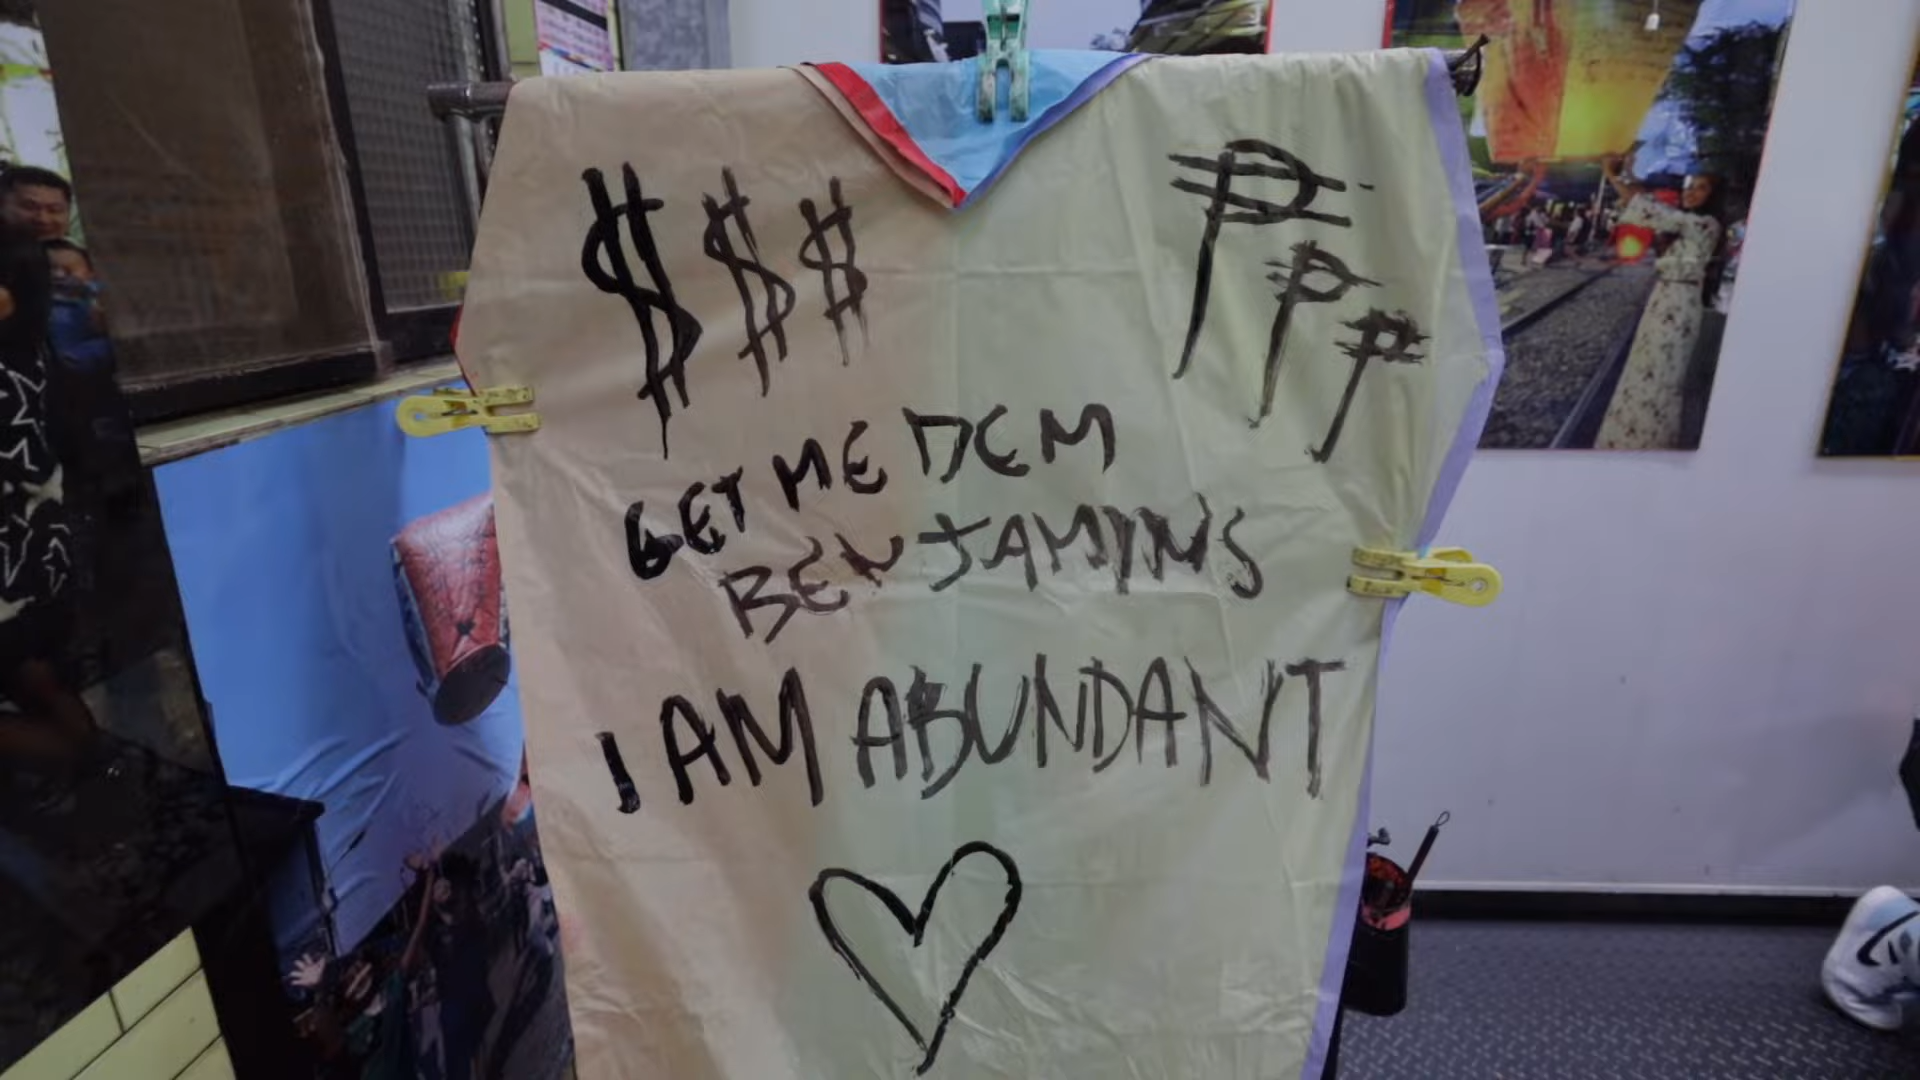 $$$
₱₱₱
GET ME DEM
BENJAMINS
I AM ABUNDANT